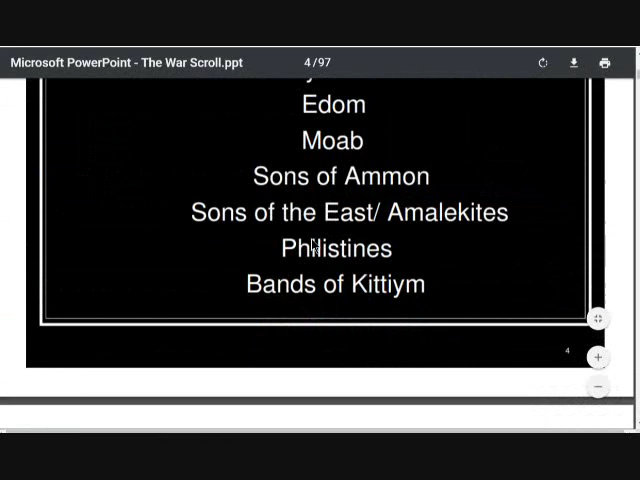 Microsoft PowerPoint - The War Scroll.ppt 4 / 97
Edom
Moab
Sons of Ammon
Sons of the East/ Amalekites
Philistines
Bands of Kittiym
4